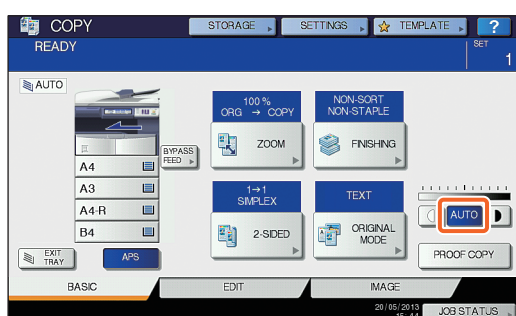 COPY
STORAGE
SETTINGS
TEMPLATE
?
READY
SET
1
AUTO
100 %
ORG → COPY
ZOOM
NON-SORT
NON-STAPLE
FINISHING
BYPASS
FEED
A4
A3
A4-R
B4
1→1
SIMPLEX
2-SIDED
TEXT
ORIGINAL
MODE
AUTO
EXIT
TRAY
APS
PROOF COPY
BASIC
EDIT
IMAGE
20/05/2013
JOB STATUS